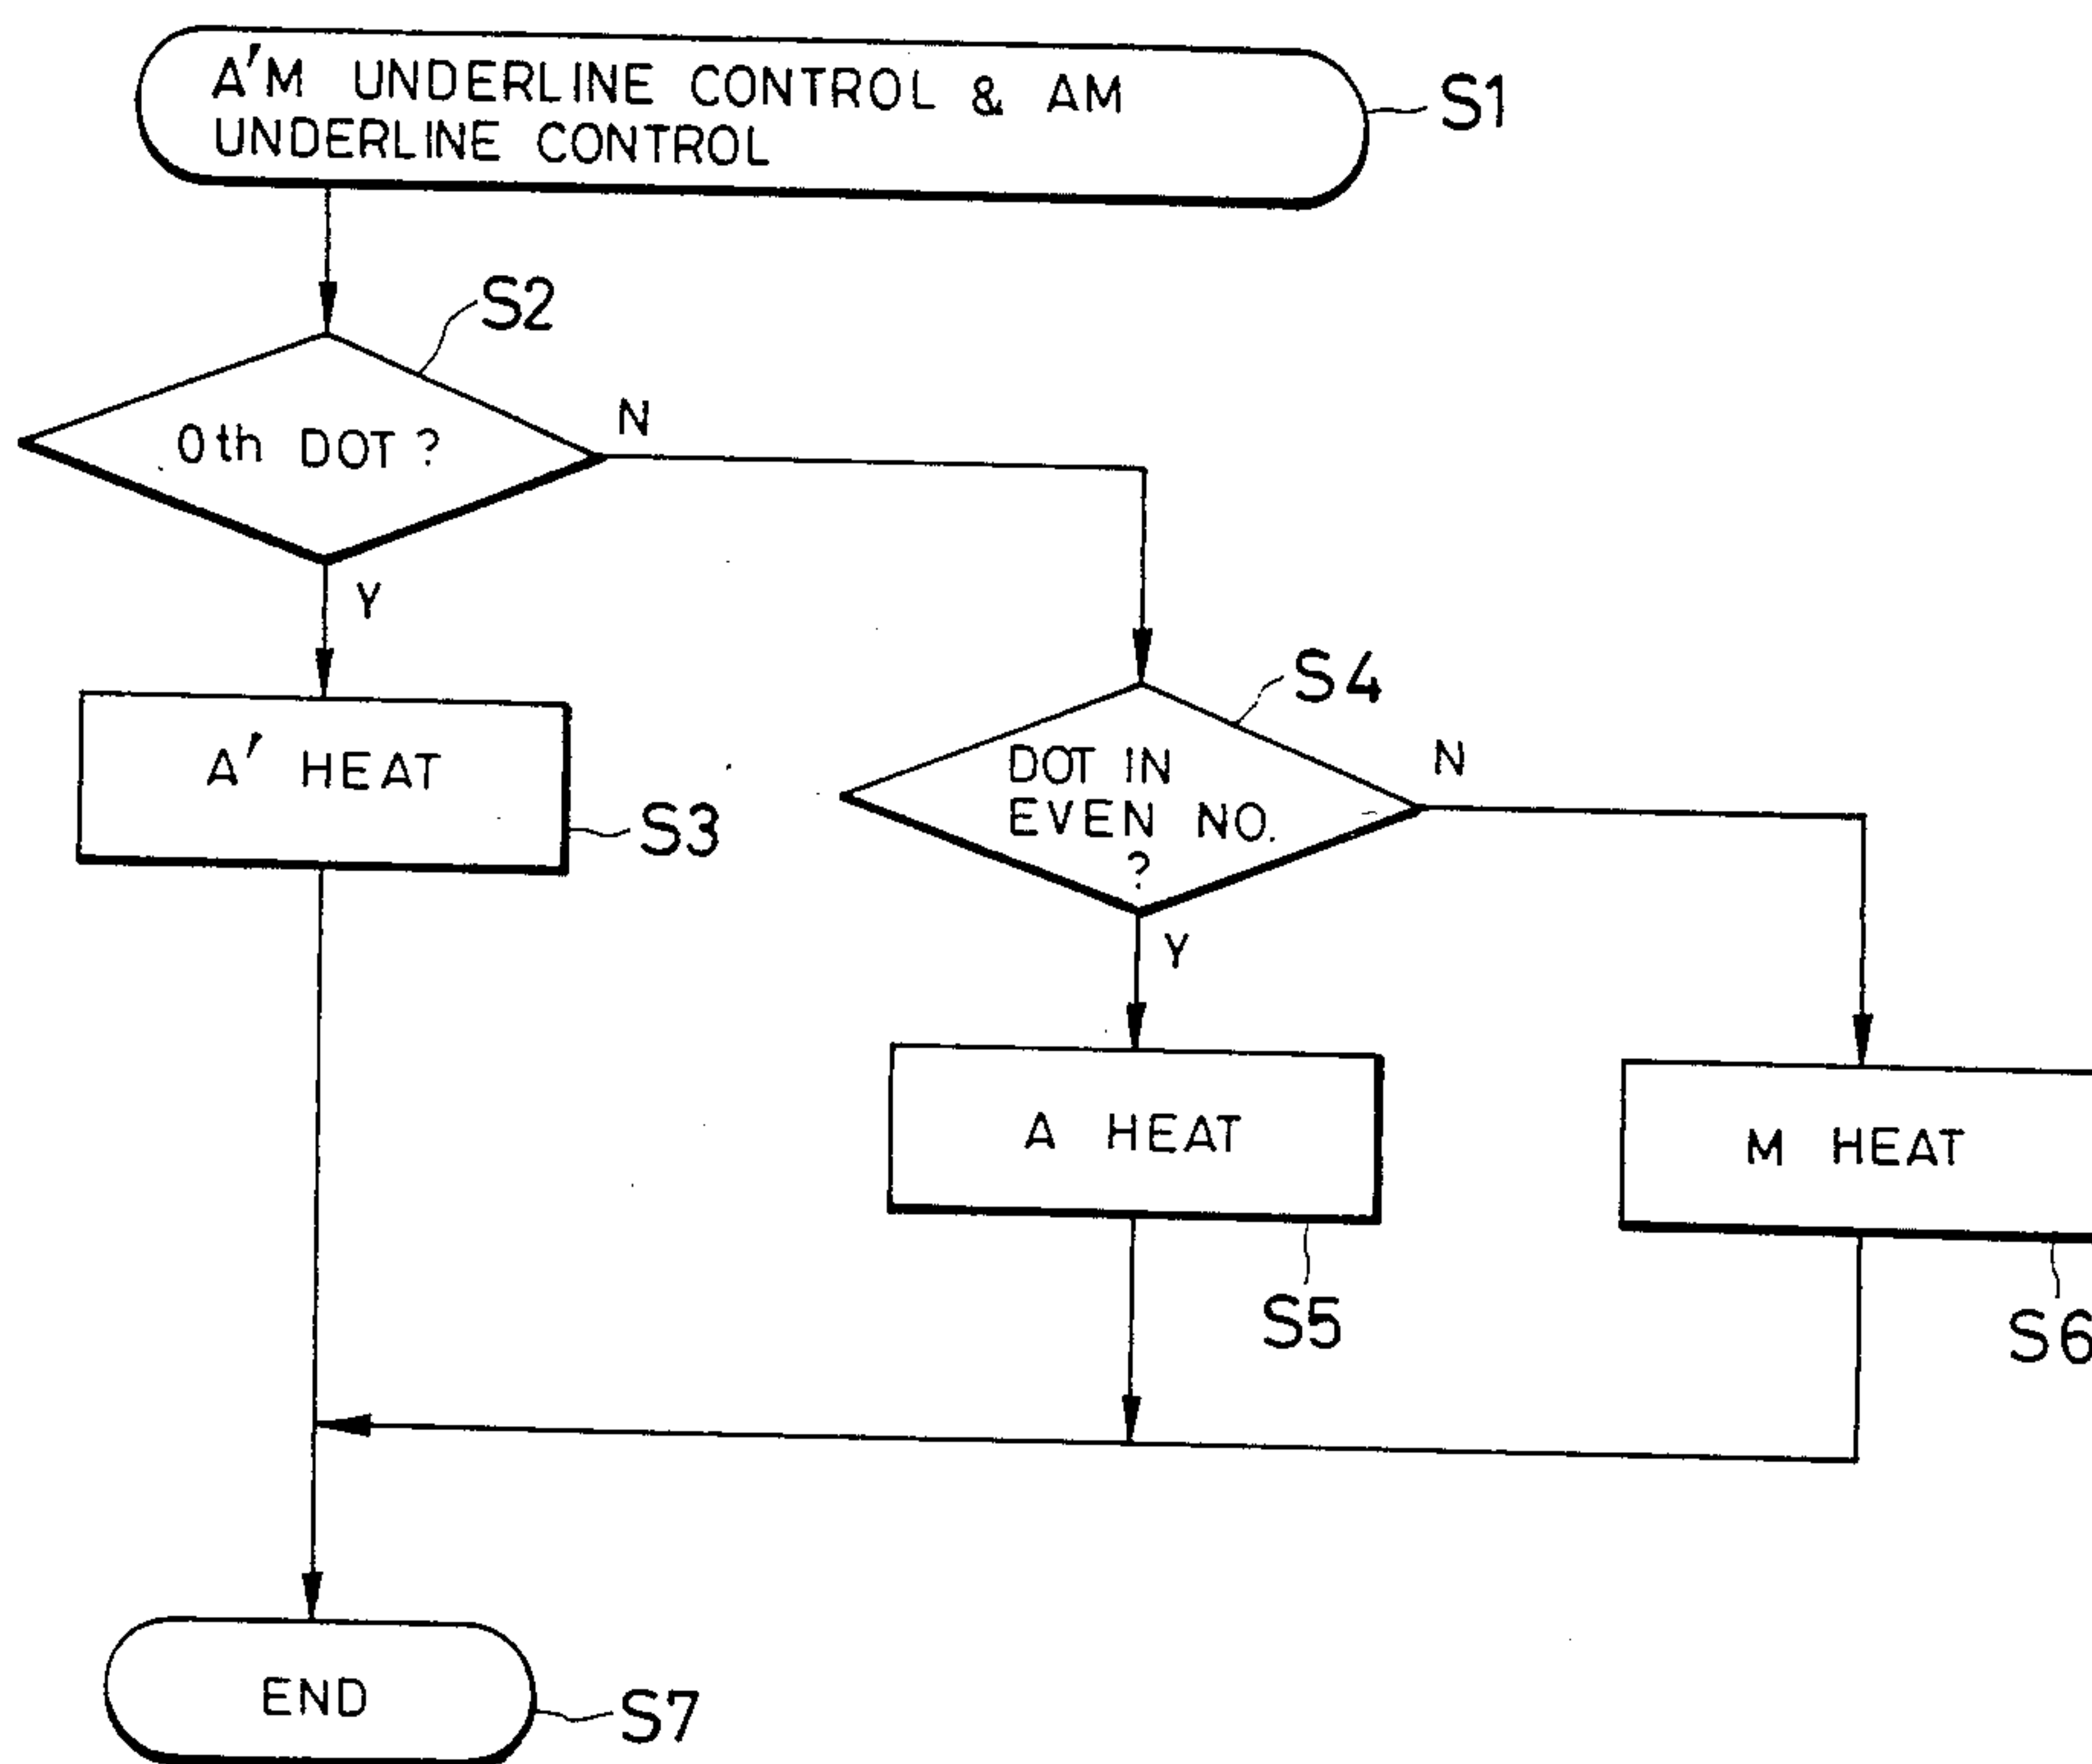 A'M UNDERLINE CONTROL & AM
UNDERLINE CONTROL
S1
S2
0th DOT?
N
Y
A' HEAT
S3
S4
DOT IN
EVEN NO.
?
N
Y
A HEAT
M HEAT
S5
S6
END
S7